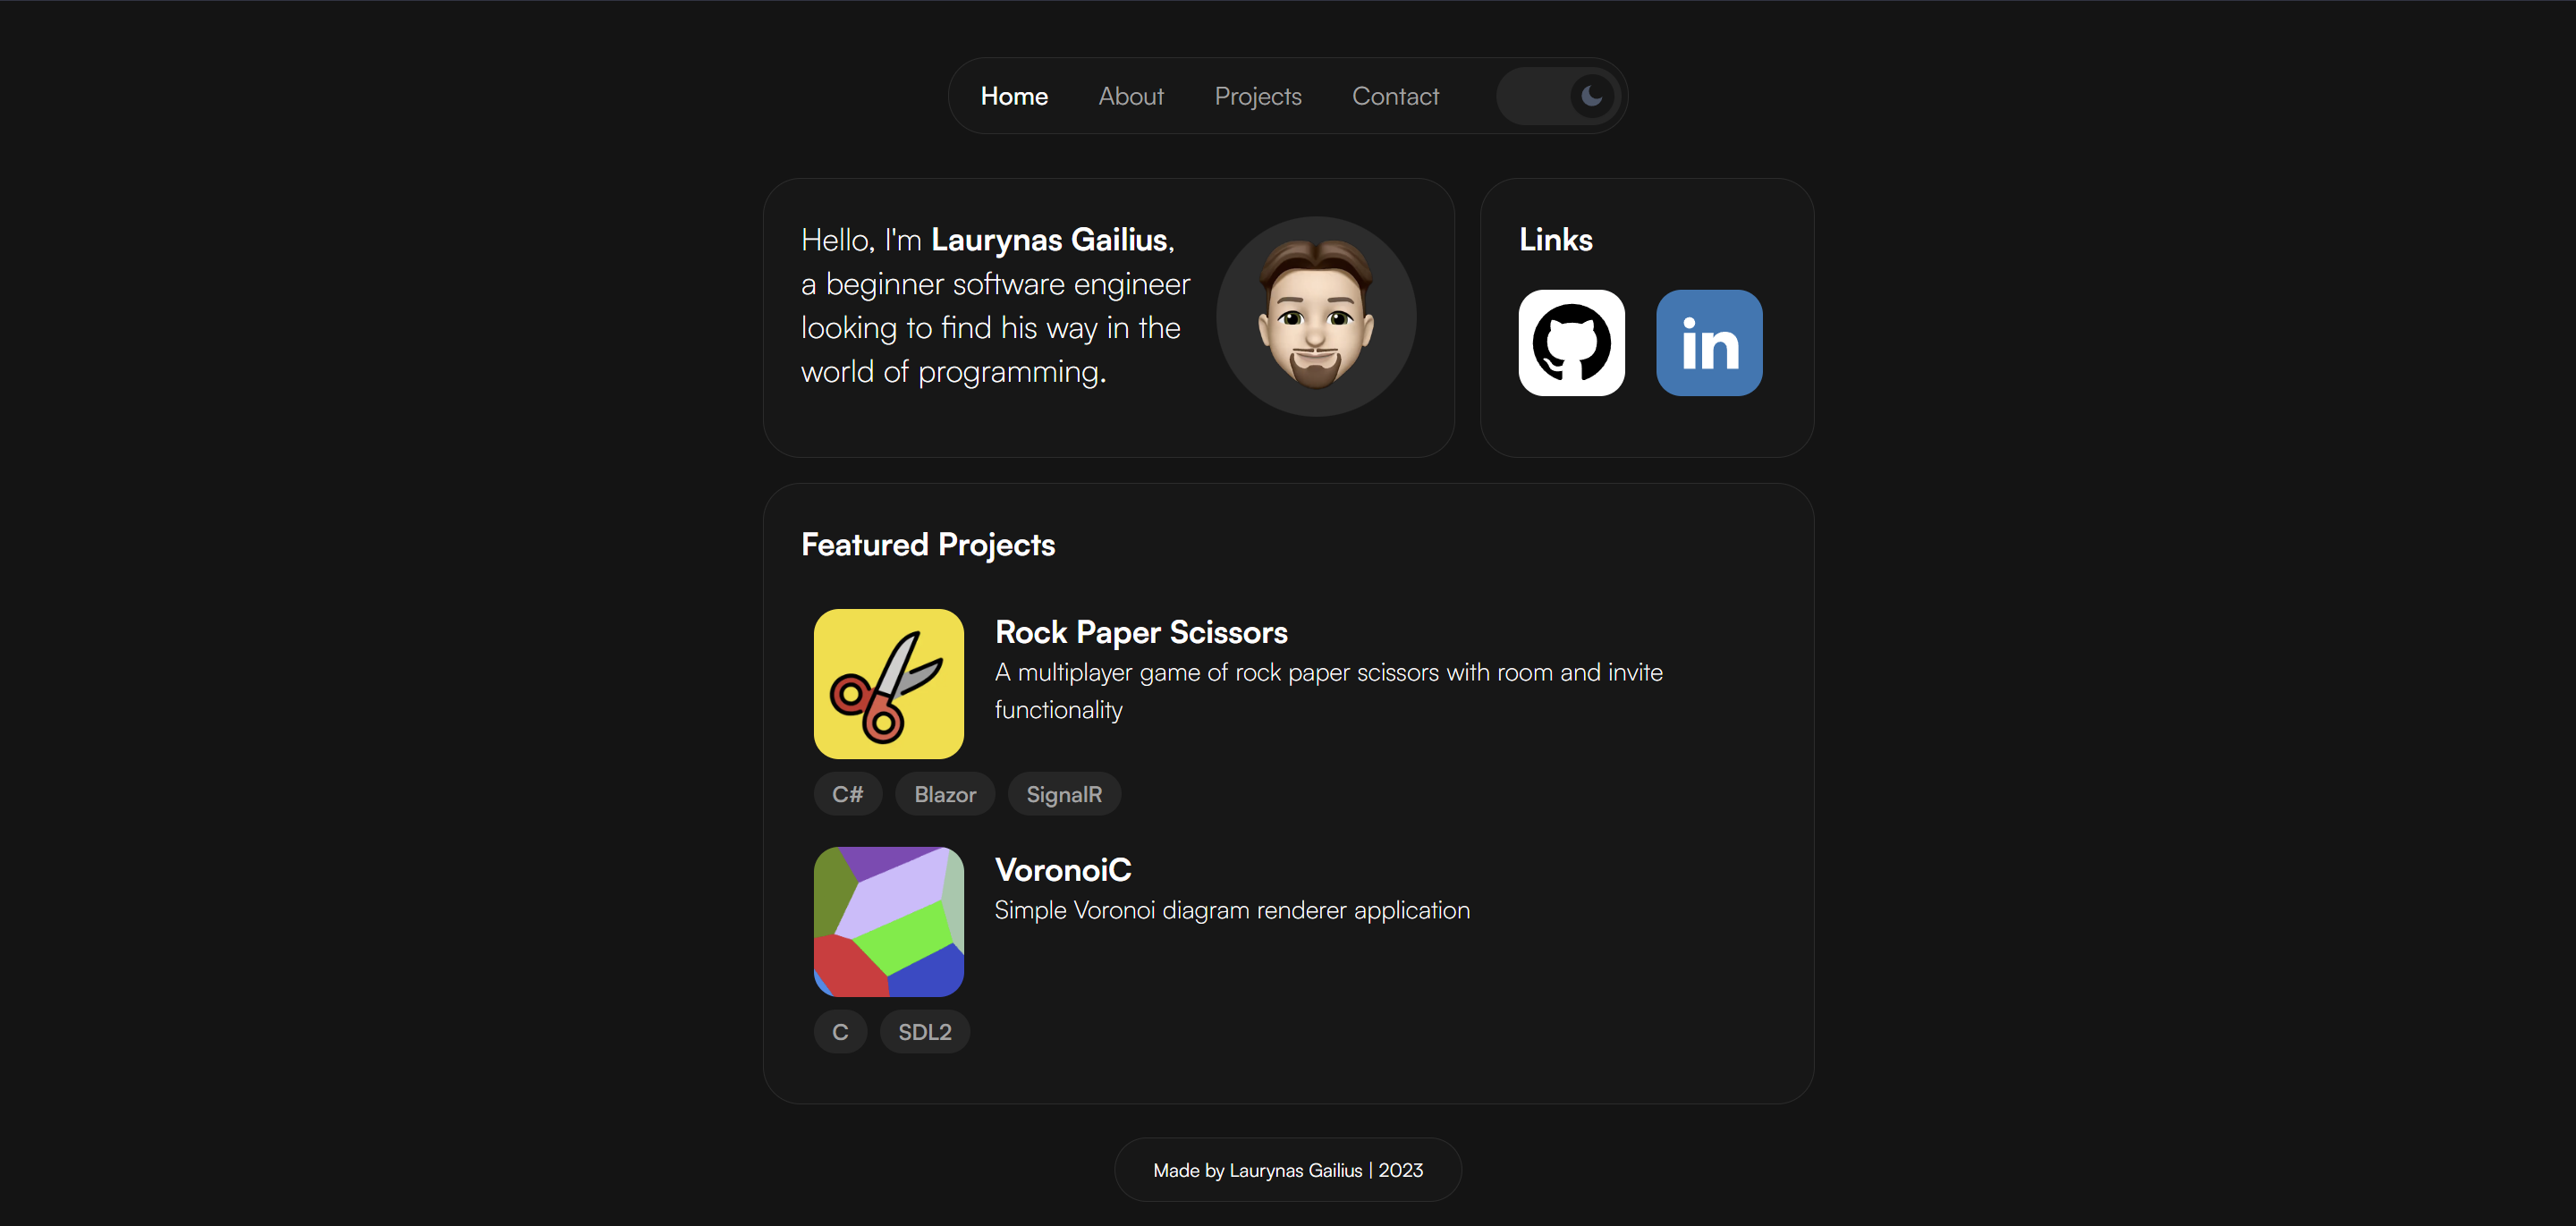 Home About Projects Contact
Hello, I'm Laurynas Gailius,
a beginner software engineer
looking to find his way in the
world of programming.
Links
in
Featured Projects
Rock Paper Scissors
A multiplayer game of rock paper scissors with room and invite
functionality
C# Blazor SignalR
VoronoiC
Simple Voronoi diagram renderer application
C SDL2
Made by Laurynas Gailius | 2023